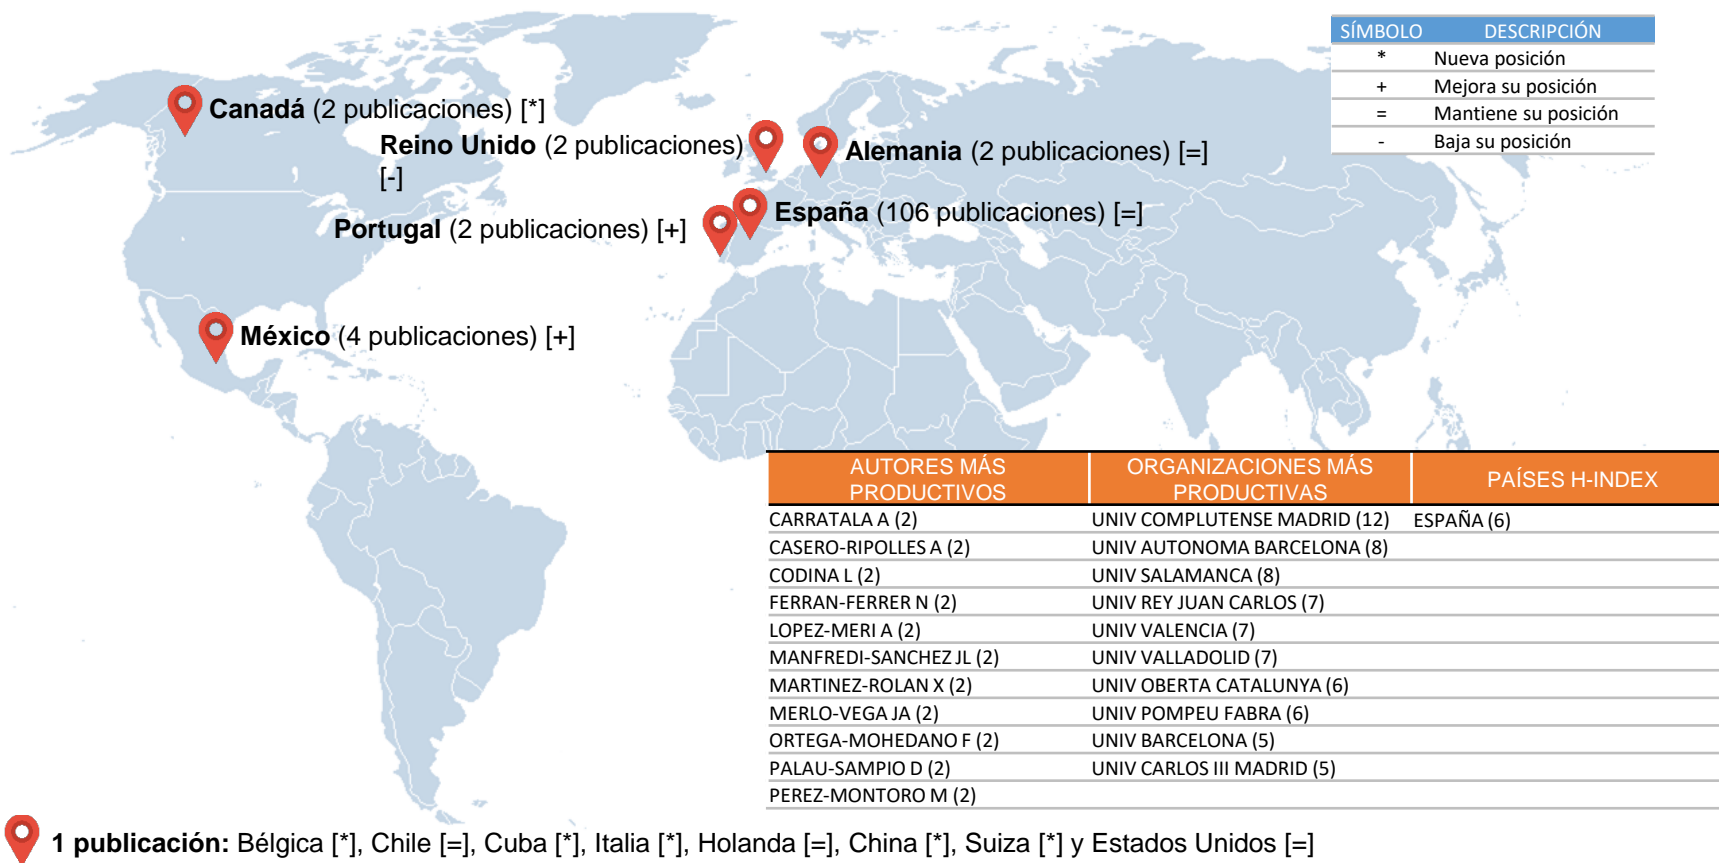 SÍMBOLO DESCRIPCIÓN
* Nueva posición
+ Mejora su posición
= Mantiene su posición
- Baja su posición
Canadá (2 publicaciones) [*]
Reino Unido (2 publicaciones)
[-]
Alemania (2 publicaciones) [=]
España (106 publicaciones) [=]
Portugal (2 publicaciones) [+]
México (4 publicaciones) [+]
AUTORES MÁS PRODUCTIVOS ORGANIZACIONES MÁS PRODUCTIVAS PAÍSES H-INDEX
CARRATALA A (2) UNIV COMPLUTENSE MADRID (12) ESPAÑA (6)
CASERO-RIPOLLES A (2) UNIV AUTONOMA BARCELONA (8)
CODINA L (2) UNIV SALAMANCA (8)
FERRAN-FERRER N (2) UNIV REY JUAN CARLOS (7)
LOPEZ-MERI A (2) UNIV VALENCIA (7)
MANFREDI-SANCHEZ JL (2) UNIV VALLADOLID (7)
MARTINEZ-ROLAN X (2) UNIV OBERTA CATALUNYA (6)
MERLO-VEGA JA (2) UNIV POMPEU FABRA (6)
ORTEGA-MOHEDANO F (2) UNIV BARCELONA (5)
PALAU-SAMPIO D (2) UNIV CARLOS III MADRID (5)
PEREZ-MONTORO M (2)
1 publicación: Bélgica [*], Chile [=], Cuba [*], Italia [*], Holanda [=], China [*], Suiza [*] y Estados Unidos [=]